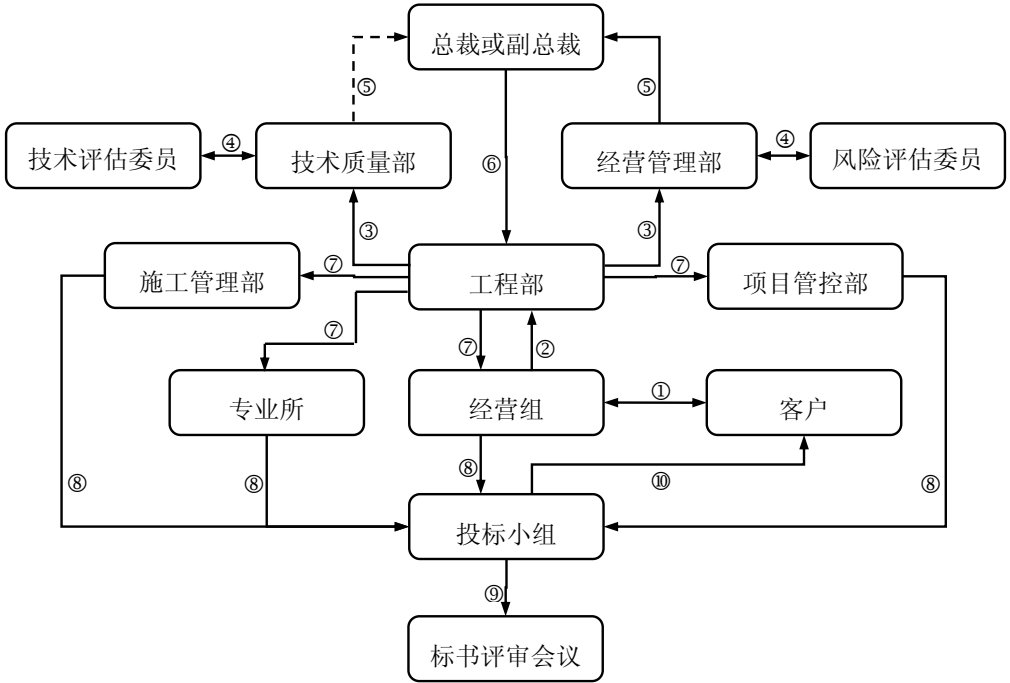 总裁或副总裁
⑤
⑤
技术评估委员
④
技术质量部
⑥
经营管理部
④
风险评估委员
③
③
施工管理部
⑦
工程部
⑦
项目管控部
⑦
⑦
②
专业所
经营组
①
客户
⑧
⑧
⑧
⑩
⑧
投标小组
⑨
标书评审会议